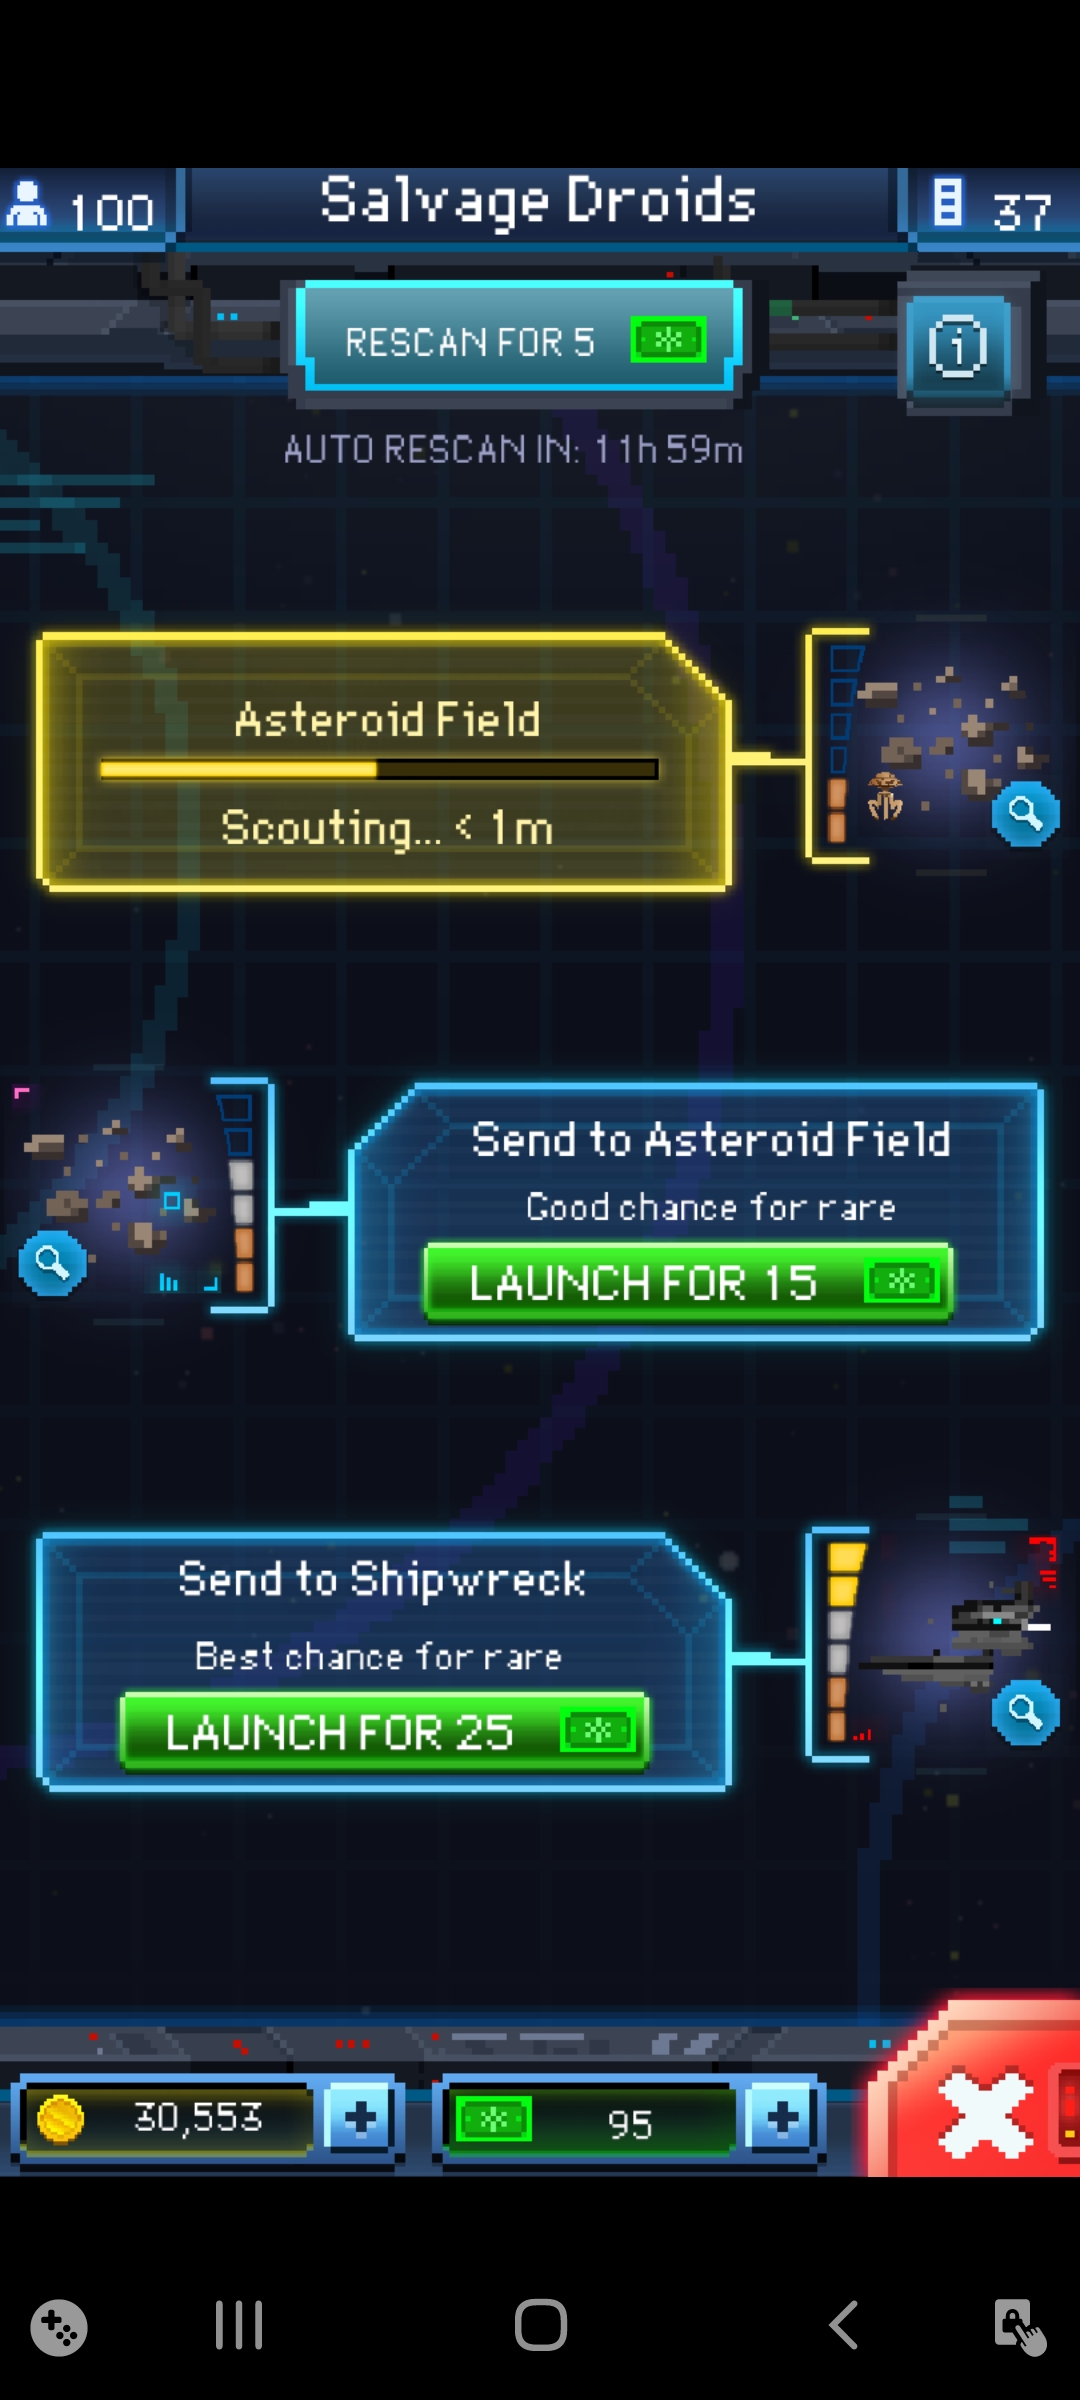 100
Salvage Droids
37
RESCAN FOR 5
AUTO RESCAN IN: 11h 59m
Asteroid Field
Scouting... < 1m
Send to Asteroid Field
Good chance for rare
LAUNCH FOR 15
Send to Shipwreck
Best chance for rare
LAUNCH FOR 25
30,553
95